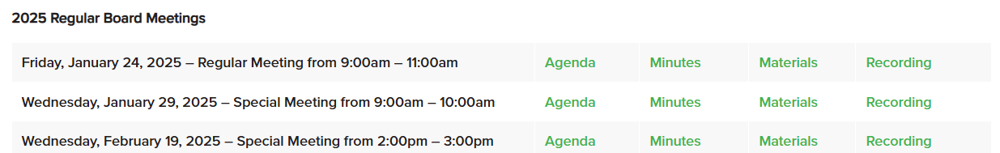 2025 Regular Board Meetings
Friday, January 24, 2025 – Regular Meeting from 9:00am – 11:00am Agenda Minutes Materials Recording
Wednesday, January 29, 2025 – Special Meeting from 9:00am – 10:00am Agenda Minutes Materials Recording
Wednesday, February 19, 2025 – Special Meeting from 2:00pm – 3:00pm Agenda Minutes Materials Recording